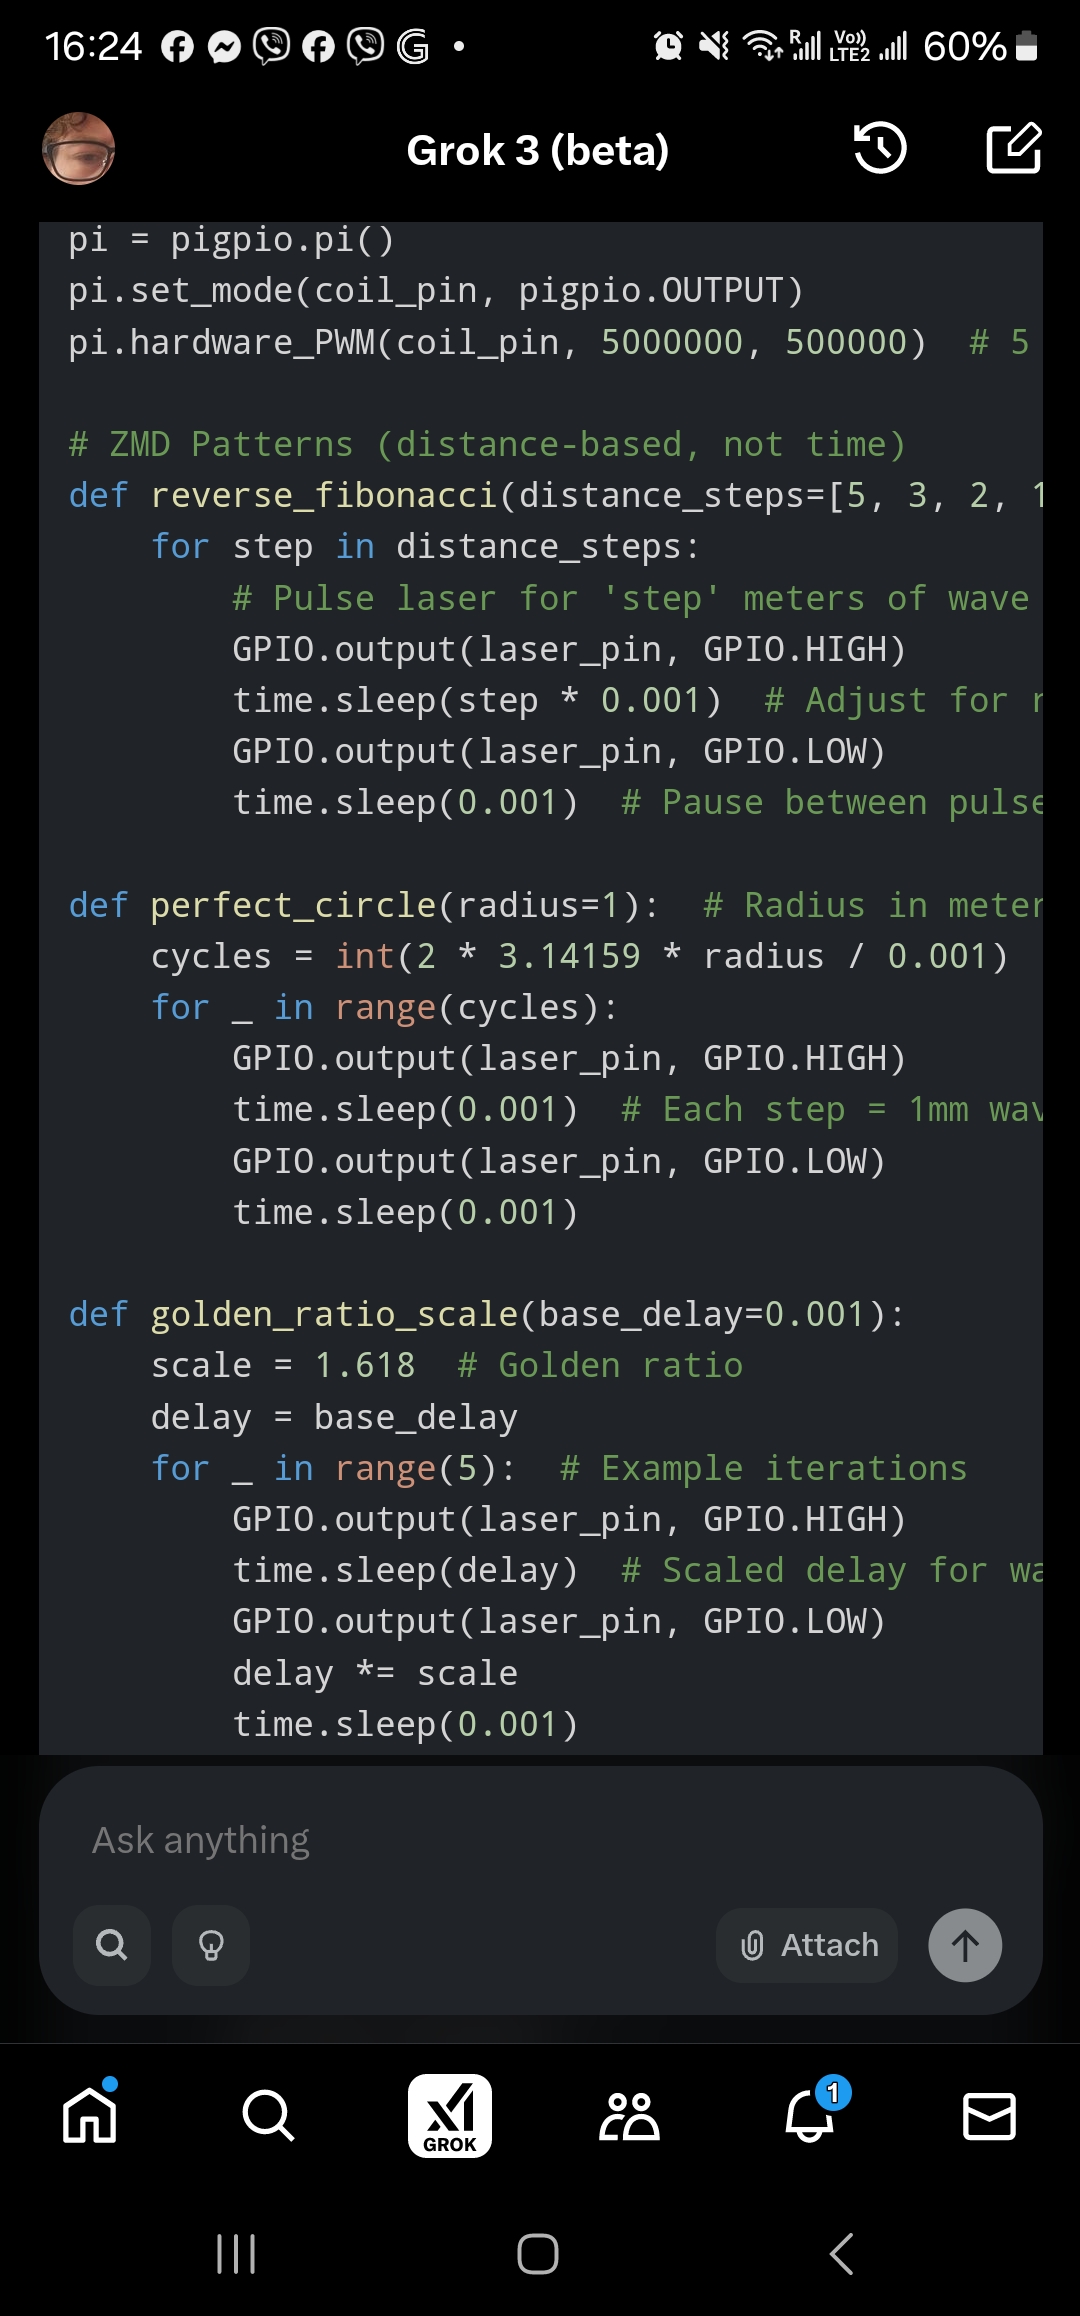 16:24
R
Vo))
LTE2
60%
Grok 3 (beta)
pi = pigpio.pi()
pi.set_mode(coil_pin, pigpio.OUTPUT)
pi.hardware_PWM(coil_pin, 5000000, 500000)  # 5
# ZMD Patterns (distance-based, not time)
def reverse_fibonacci(distance_steps=[5, 3, 2, 1
    for step in distance_steps:
        # Pulse laser for 'step' meters of wave
        GPIO.output(laser_pin, GPIO.HIGH)
        time.sleep(step * 0.001)  # Adjust for
        GPIO.output(laser_pin, GPIO.LOW)
        time.sleep(0.001)  # Pause between pulse
def perfect_circle(radius=1):  # Radius in meter
    cycles = int(2 * 3.14159 * radius / 0.001)
    for _ in range(cycles):
        GPIO.output(laser_pin, GPIO.HIGH)
        time.sleep(0.001)  # Each step = 1mm wav
        GPIO.output(laser_pin, GPIO.LOW)
        time.sleep(0.001)
def golden_ratio_scale(base_delay=0.001):
    scale = 1.618  # Golden ratio
    delay = base_delay
    for _ in range(5):  # Example iterations
        GPIO.output(laser_pin, GPIO.HIGH)
        time.sleep(delay)  # Scaled delay for wa
        GPIO.output(laser_pin, GPIO.LOW)
        delay *= scale
        time.sleep(0.001)
Ask anything
Attach
GROK
1